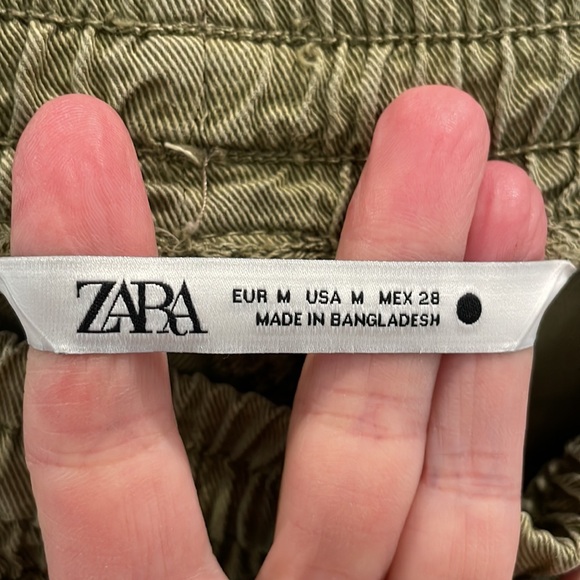 ZARA
EUR M USA M MEX 28
MADE IN BANGLADESH